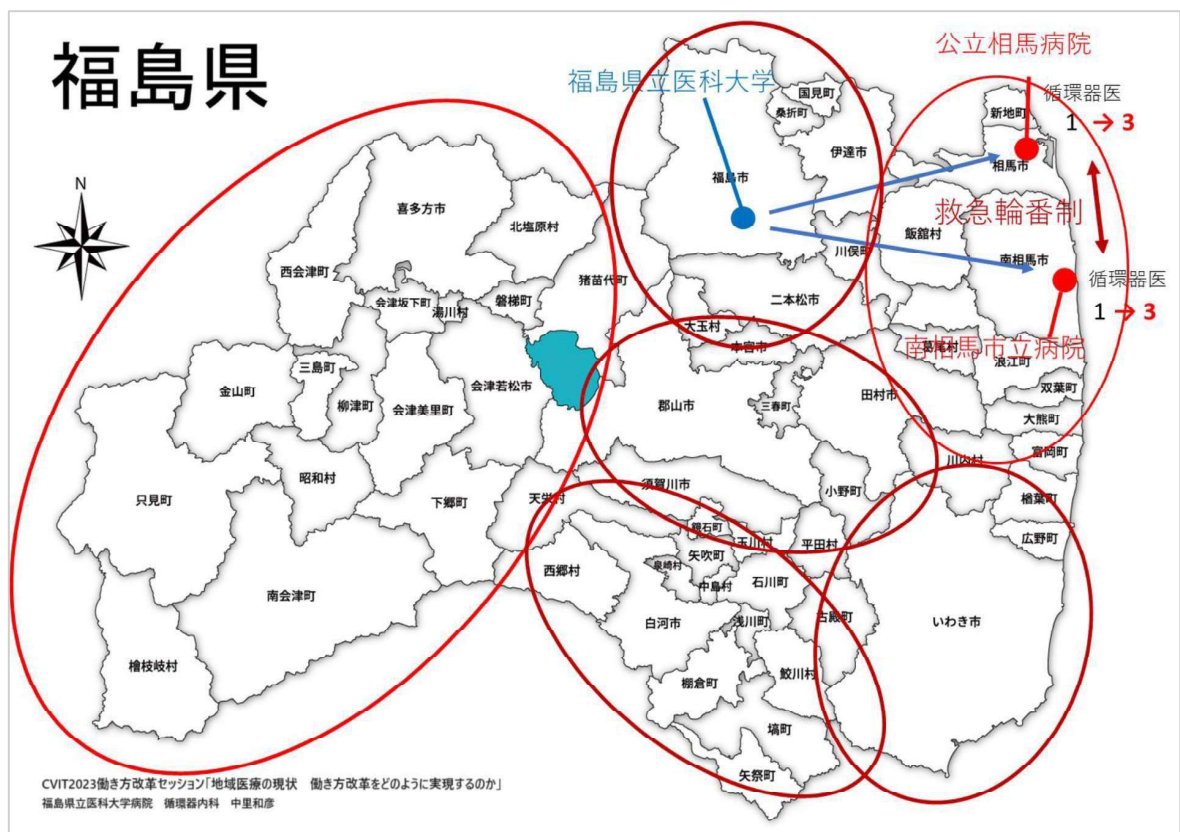 福島県
公立相馬病院
福島県立医科大学
循環器医
1 → 3
国見町
桑折町
新地町
伊達市
相馬市
福島市
救急輪番制
飯舘村
南相馬市
川俣町
循環器医
1 → 3
南相馬市立病院
N
喜多方市
北塩原村
西会津町
猪苗代町
会津坂下町
湯川村
磐梯町
二本松市
大玉村
本宮市
葛尾村
浪江町
双葉町
大熊町
三島町
金山町
柳津町
会津美里町
会津若松市
郡山市
三春町
田村市
富岡町
川内村
楢葉町
広野町
只見町
昭和村
下郷町
天栄村
須賀川市
小野町
鏡石町
玉川村
平田村
西郷村
泉崎村
矢吹町
中島村
石川町
南会津町
白河市
浅川町
古殿町
いわき市
檜枝岐村
棚倉町
鮫川村
塙町
矢祭町
CVIT2023働き方改革セッション「地域医療の現状　働き方改革をどのように実現するのか」
福島県立医科大学病院　循環器内科　中里和彦